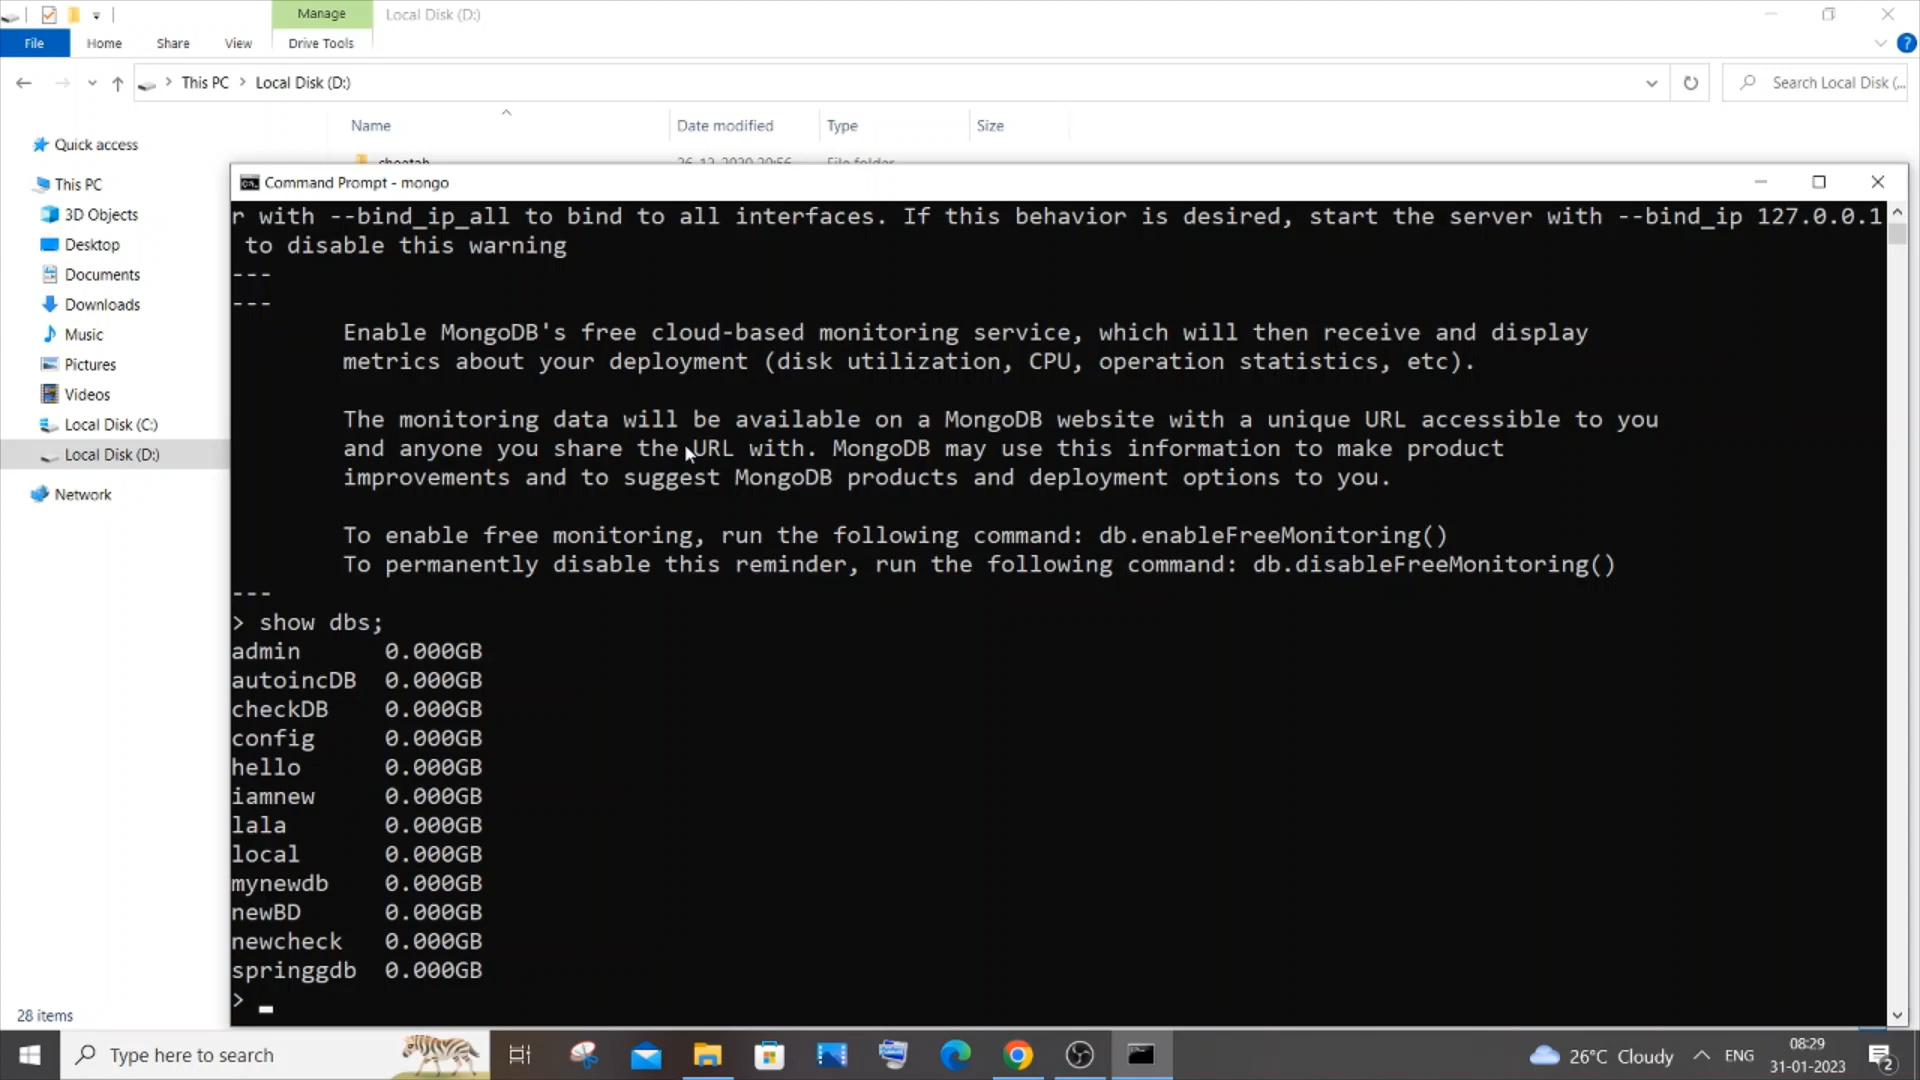 Manage
Local Disk (D:)
File
Home
Share
View
Drive Tools
This PC
Local Disk (D:)
Search Local Disk (...
Name
Date modified
Type
Size
Quick access
This PC
3D Objects
Desktop
Documents
Downloads
Music
Pictures
Videos
Local Disk (C:)
Local Disk (D:)
Network
28 items
cheetah
26-12-2020 20:56
File folder
Command Prompt - mongo
r with --bind_ip_all to bind to all interfaces. If this behavior is desired, start the server with --bind_ip 127.0.0.1
to disable this warning
---
---
Enable MongoDB's free cloud-based monitoring service, which will then receive and display
metrics about your deployment (disk utilization, CPU, operation statistics, etc).
The monitoring data will be available on a MongoDB website with a unique URL accessible to you
and anyone you share the URL with. MongoDB may use this information to make product
improvements and to suggest MongoDB products and deployment options to you.
To enable free monitoring, run the following command: db.enableFreeMonitoring()
To permanently disable this reminder, run the following command: db.disableFreeMonitoring()
---
> show dbs;
admin 0.000GB
autoincDB 0.000GB
checkDB 0.000GB
config 0.000GB
hello 0.000GB
iamnew 0.000GB
lala 0.000GB
local 0.000GB
mynewdb 0.000GB
newBD 0.000GB
newcheck 0.000GB
springgdb 0.000GB
>
Type here to search
26°C Cloudy
ENG
08:29
31-01-2023
2